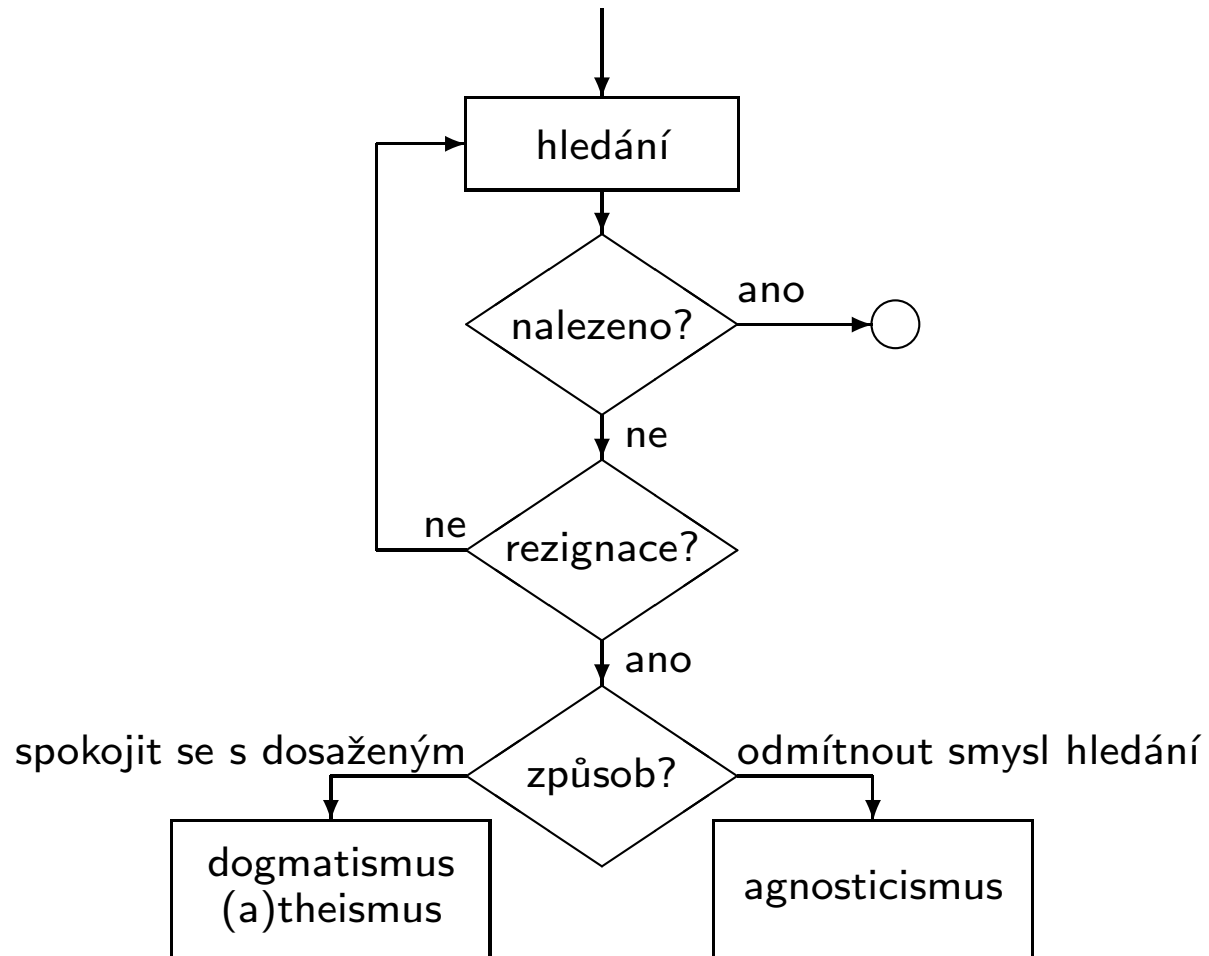 hledání
ano
nalezeno?
ne
ne
rezignace?
ano
spokojit se s dosaženým
odmítnout smysl hledání
způsob?
dogmatismus
(a)theismus
agnosticismus